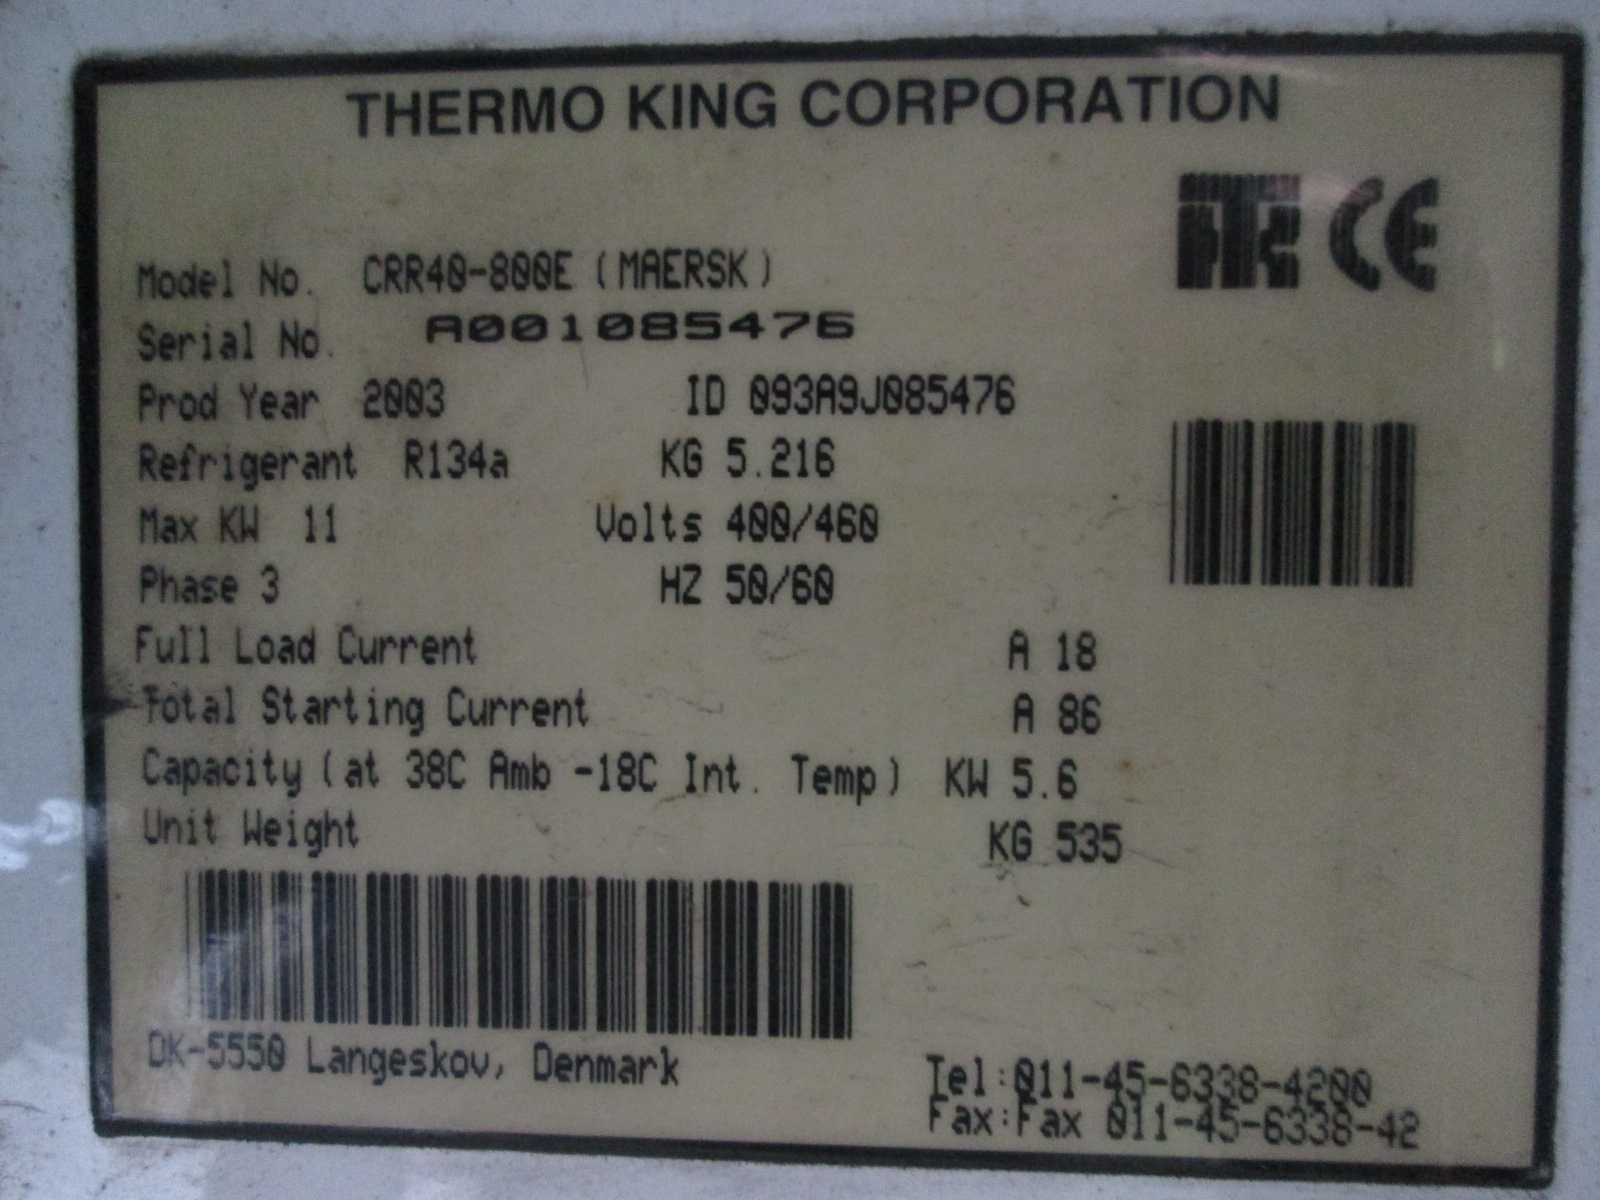 THERMO KING CORPORATION
TK CE
Model No. CRR40-800E (MAERSK)
Serial No. A001085476
Prod Year 2003 ID 093A9J085476
Refrigerant R134a KG 5.216
Max KW 11 Volts 400/460
Phase 3 HZ 50/60
Full Load Current A 18
Total Starting Current A 86
Capacity (at 38C Amb -18C Int. Temp) KW 5.6
Unit Weight KG 535
DK-5550 Langeskov, Denmark
Tel:011-45-6338-4200
Fax:Fax 011-45-6338-42